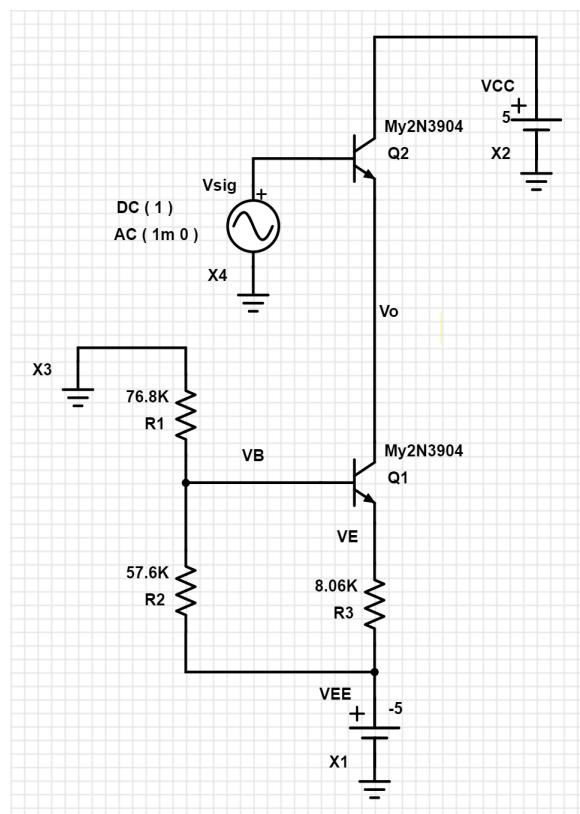 VCC
+
5
X2
My2N3904
Q2
Vsig
+
DC ( 1 )
AC ( 1m 0 )
X4
Vo
X3
76.8K
R1
VB
My2N3904
Q1
VE
57.6K
R2
8.06K
R3
VEE
+
-5
X1